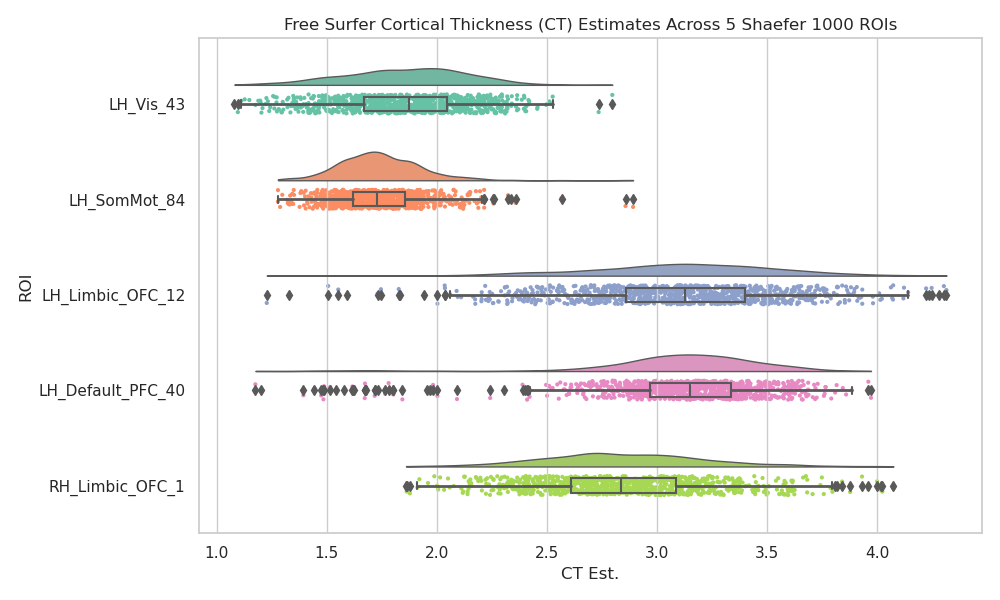 Free Surfer Cortical Thickness (CT) Estimates Across 5 Shaefer 1000 ROIs
LH_Vis_43
LH_SomMot_84
LH_Limbic_OFC_12
LH_Default_PFC_40
RH_Limbic_OFC_1
ROI
1.0 1.5 2.0 2.5 3.0 3.5 4.0
CT Est.